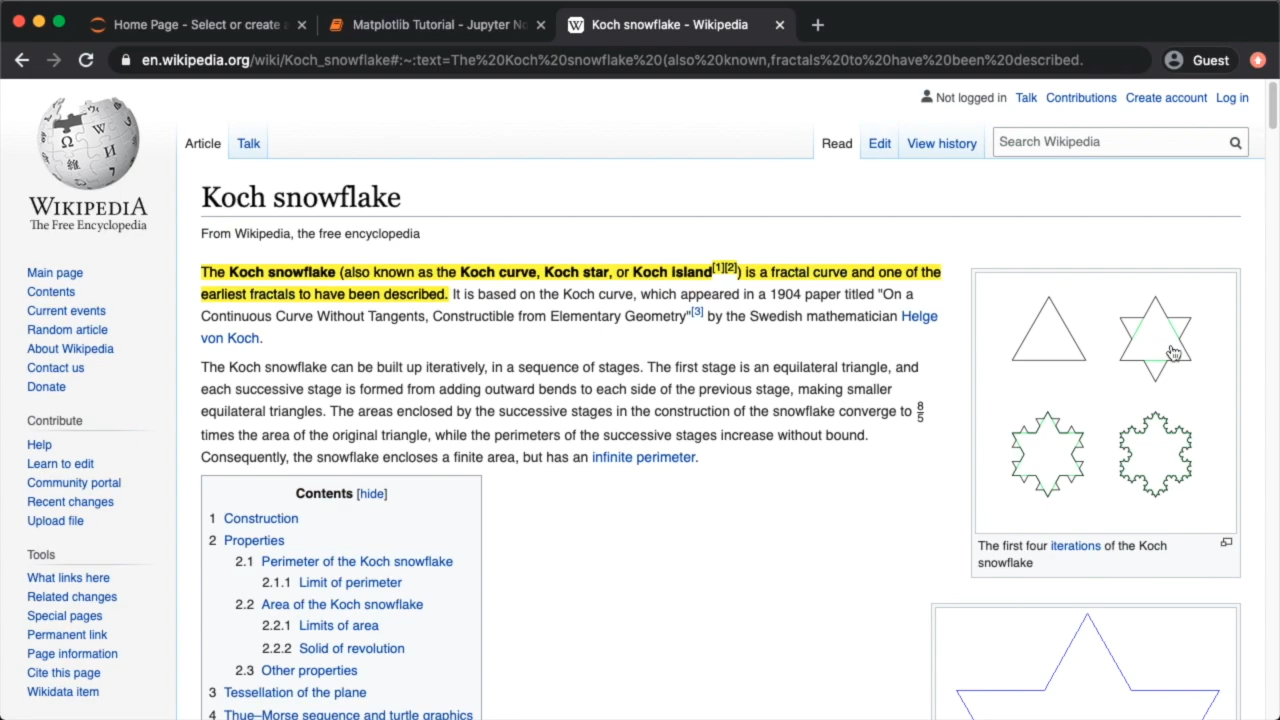 Home Page - Select or create a
Matplotlib Tutorial - Jupyter No
Koch snowflake - Wikipedia
en.wikipedia.org/wiki/Koch_snowflake#:~:text=The%20Koch%20snowflake%20(also%20known,fractals%20to%20have%20been%20described.
Guest
Not logged in Talk Contributions Create account Log in
Article Talk
Read Edit View history
Search Wikipedia
WIKIPEDIA
The Free Encyclopedia
Main page
Contents
Current events
Random article
About Wikipedia
Contact us
Donate
Contribute
Help
Learn to edit
Community portal
Recent changes
Upload file
Tools
What links here
Related changes
Special pages
Permanent link
Page information
Cite this page
Wikidata item
Koch snowflake
From Wikipedia, the free encyclopedia
The Koch snowflake (also known as the Koch curve, Koch star, or Koch island[1][2]) is a fractal curve and one of the
earliest fractals to have been described. It is based on the Koch curve, which appeared in a 1904 paper titled "On a
Continuous Curve Without Tangents, Constructible from Elementary Geometry"[3] by the Swedish mathematician Helge
von Koch.
The Koch snowflake can be built up iteratively, in a sequence of stages. The first stage is an equilateral triangle, and
each successive stage is formed from adding outward bends to each side of the previous stage, making smaller
equilateral triangles. The areas enclosed by the successive stages in the construction of the snowflake converge to 8/5
times the area of the original triangle, while the perimeters of the successive stages increase without bound.
Consequently, the snowflake encloses a finite area, but has an infinite perimeter.
Contents [hide]
1 Construction
2 Properties
2.1 Perimeter of the Koch snowflake
2.1.1 Limit of perimeter
2.2 Area of the Koch snowflake
2.2.1 Limits of area
2.2.2 Solid of revolution
2.3 Other properties
3 Tessellation of the plane
4 Thue–Morse sequence and turtle graphics
The first four iterations of the Koch
snowflake